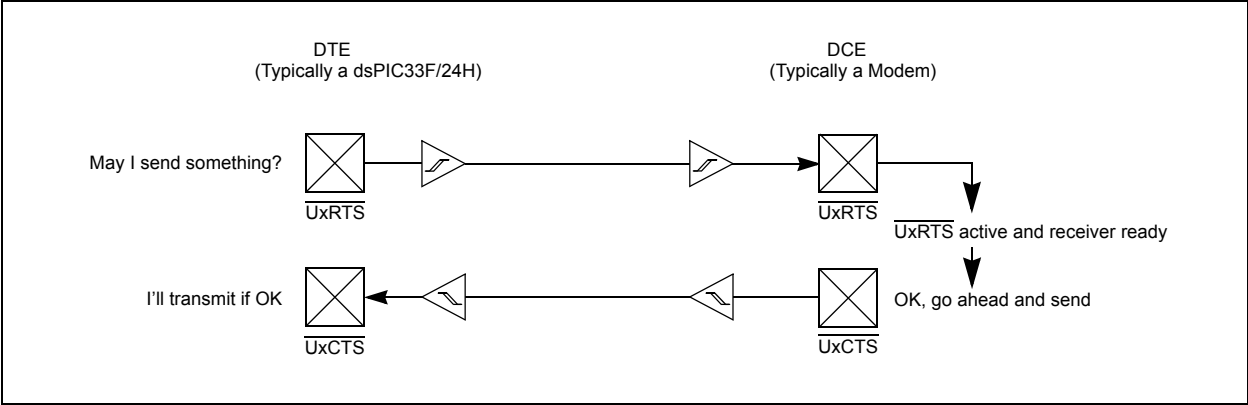 DTE
(Typically a dsPIC33F/24H)
DCE
(Typically a Modem)
May I send something?
UxRTS
UxRTS
UxRTS active and receiver ready
I'll transmit if OK
OK, go ahead and send
UxCTS
UxCTS